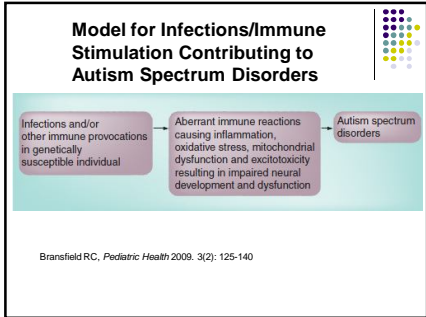 Model for Infections/Immune
Stimulation Contributing to
Autism Spectrum Disorders
Infections and/or
other immune provocations
in genetically
susceptible individual
Aberrant immune reactions
causing inflammation,
oxidative stress, mitochondrial
dysfunction and excitotoxicity
resulting in impaired neural
development and dysfunction
Autism spectrum
disorders
Bransfield RC, Pediatric Health 2009. 3(2): 125-140